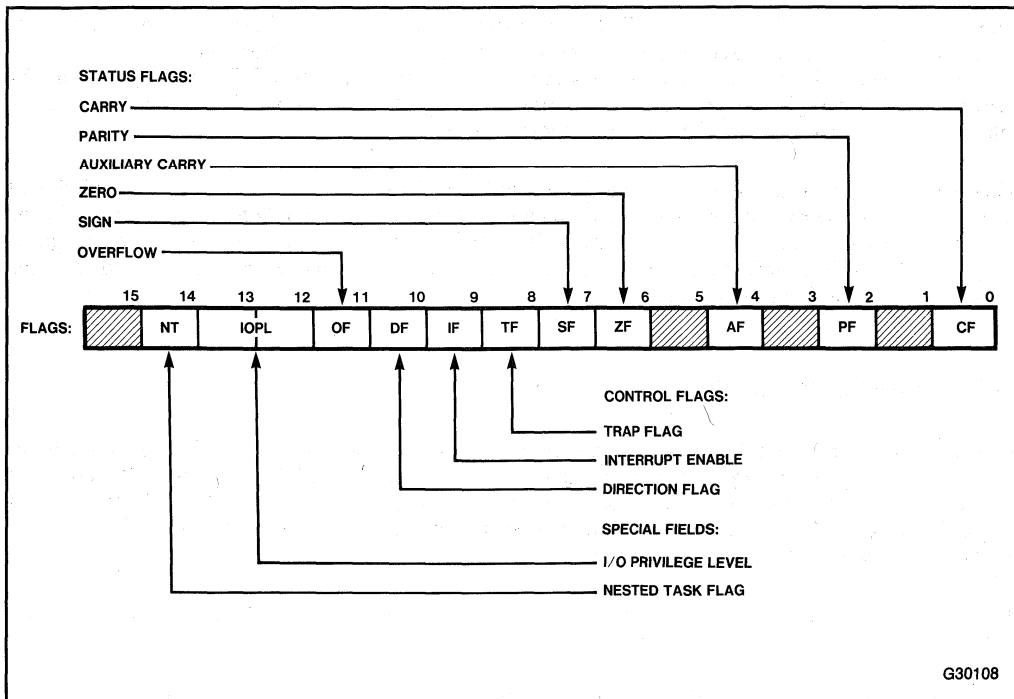 STATUS FLAGS:
CARRY
PARITY
AUXILIARY CARRY
ZERO
SIGN
OVERFLOW
15 14 13 12 11 10 9 8 7 6 5 4 3 2 1 0
FLAGS: NT IOPL OF DF IF TF SF ZF AF PF CF
CONTROL FLAGS:
TRAP FLAG
INTERRUPT ENABLE
DIRECTION FLAG
SPECIAL FIELDS:
I/O PRIVILEGE LEVEL
NESTED TASK FLAG
G30108